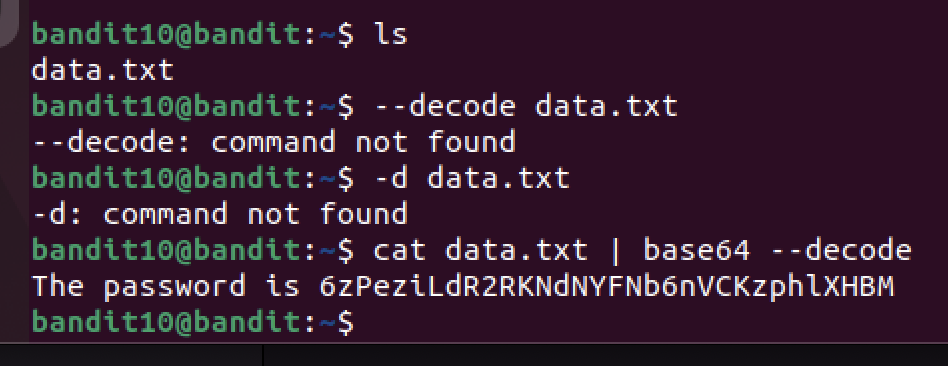 bandit10@bandit:~$ ls
data.txt
bandit10@bandit:~$ --decode data.txt
--decode: command not found
bandit10@bandit:~$ -d data.txt
-d: command not found
bandit10@bandit:~$ cat data.txt | base64 --decode
The password is 6zPeziLdR2RKNdNYFNb6nVCKzphlXHBM
bandit10@bandit:~$